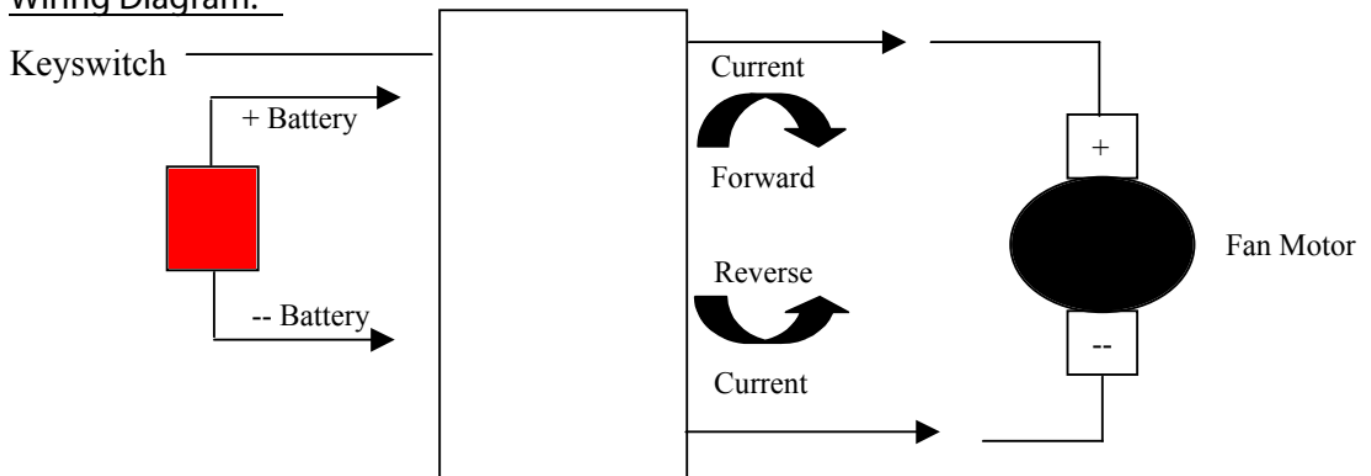 Wiring Diagram:
Keyswitch
+ Battery
-- Battery
Current
Forward
Reverse
Current
+
--
Fan Motor